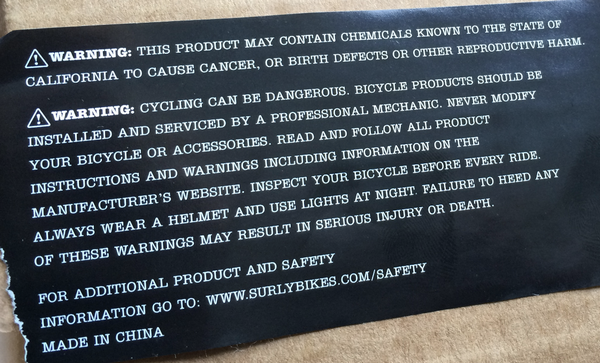 ⚠ WARNING: THIS PRODUCT MAY CONTAIN CHEMICALS KNOWN TO THE STATE OF
CALIFORNIA TO CAUSE CANCER, OR BIRTH DEFECTS OR OTHER REPRODUCTIVE HARM.
⚠ WARNING: CYCLING CAN BE DANGEROUS. BICYCLE PRODUCTS SHOULD BE
INSTALLED AND SERVICED BY A PROFESSIONAL MECHANIC. NEVER MODIFY
YOUR BICYCLE OR ACCESSORIES. READ AND FOLLOW ALL PRODUCT
INSTRUCTIONS AND WARNINGS INCLUDING INFORMATION ON THE
MANUFACTURER'S WEBSITE. INSPECT YOUR BICYCLE BEFORE EVERY RIDE.
ALWAYS WEAR A HELMET AND USE LIGHTS AT NIGHT. FAILURE TO HEED ANY
OF THESE WARNINGS MAY RESULT IN SERIOUS INJURY OR DEATH.
FOR ADDITIONAL PRODUCT AND SAFETY
INFORMATION GO TO: WWW.SURLYBIKES.COM/SAFETY
MADE IN CHINA